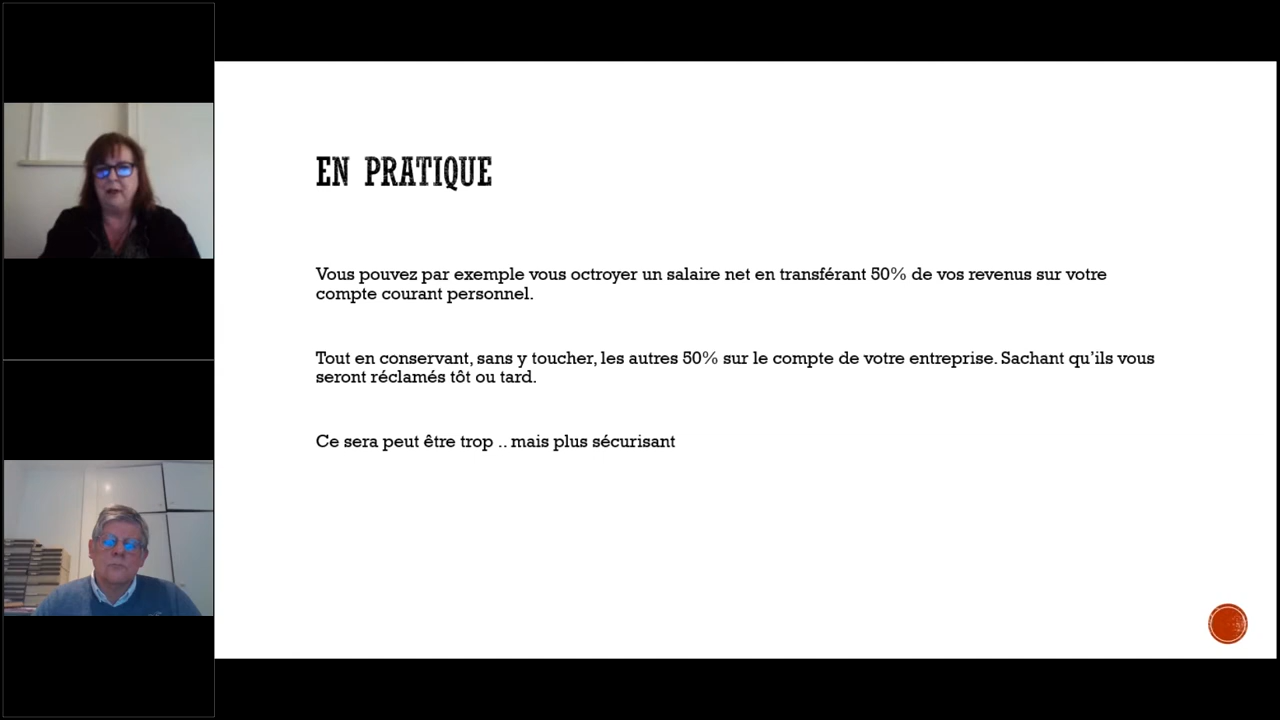 EN PRATIQUE
Vous pouvez par exemple vous octroyer un salaire net en transférant 50% de vos revenus sur votre
compte courant personnel.
Tout en conservant, sans y toucher, les autres 50% sur le compte de votre entreprise. Sachant qu’ils vous
seront réclamés tôt ou tard.
Ce sera peut être trop .. mais plus sécurisant